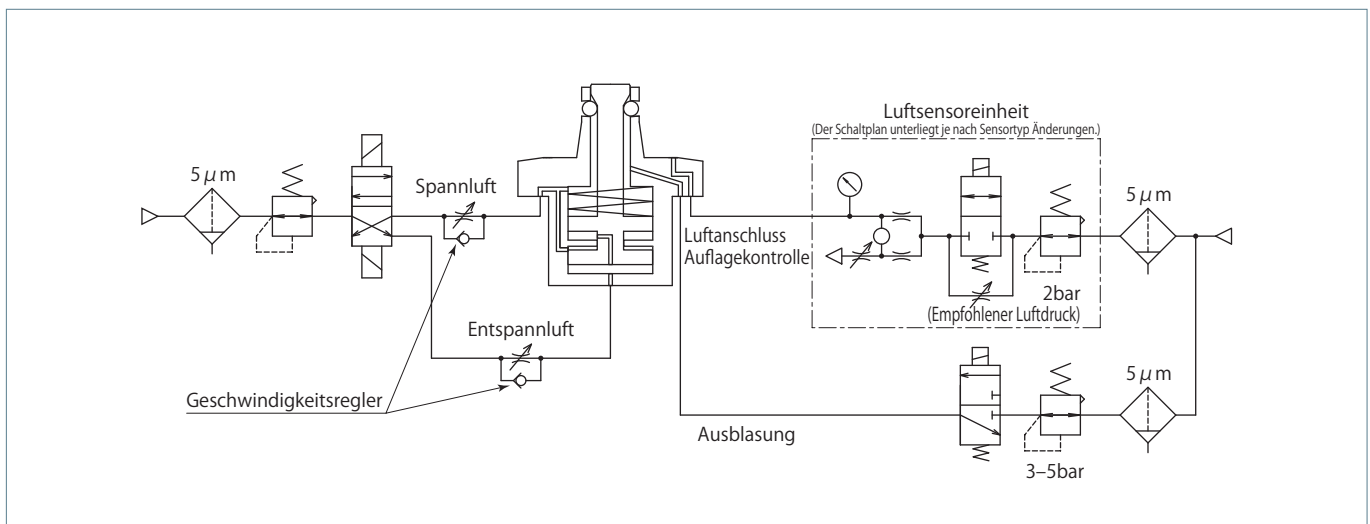 Luftsensoreinheit
(Der Schaltplan unterliegt je nach Sensortyp Änderungen.)
5 μm
Spannluft
5 μm
Luftanschluss
Auflagekontrolle
2bar
(Empfohlener Luftdruck)
Entspannluft
5 μm
Geschwindigkeitsregler
Ausblasung
3–5bar